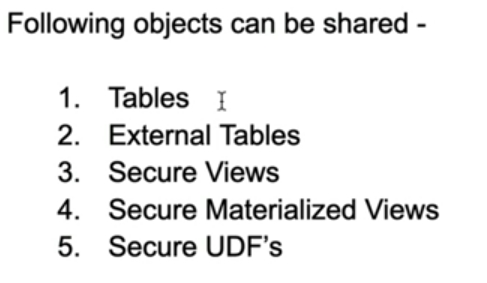 Following objects can be shared -
1. Tables
2. External Tables
3. Secure Views
4. Secure Materialized Views
5. Secure UDF's